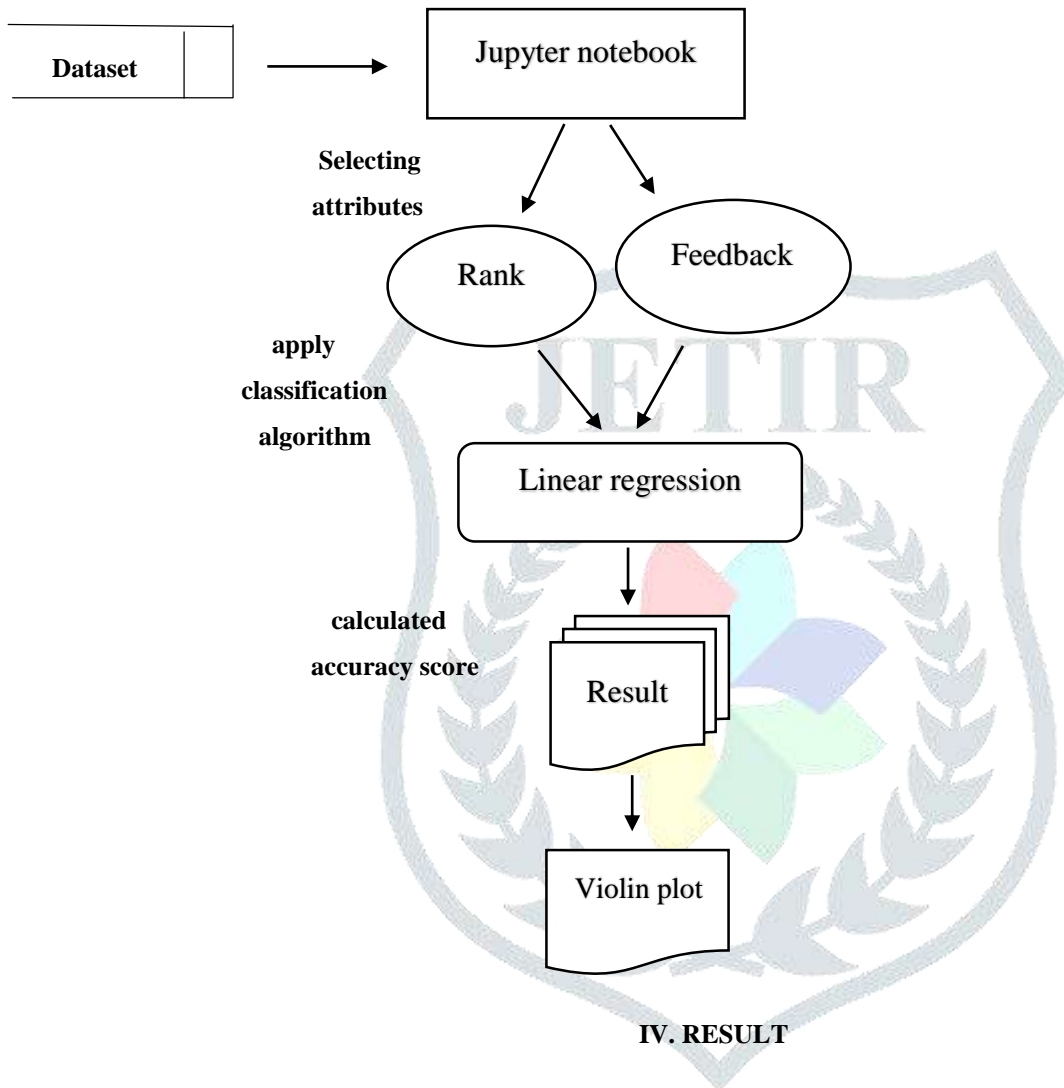 Dataset
Jupyter notebook
Selecting
attributes
Rank
Feedback
JETIR
apply
classification
algorithm
Linear regression
calculated
accuracy score
Result
Violin plot
IV. RESULT